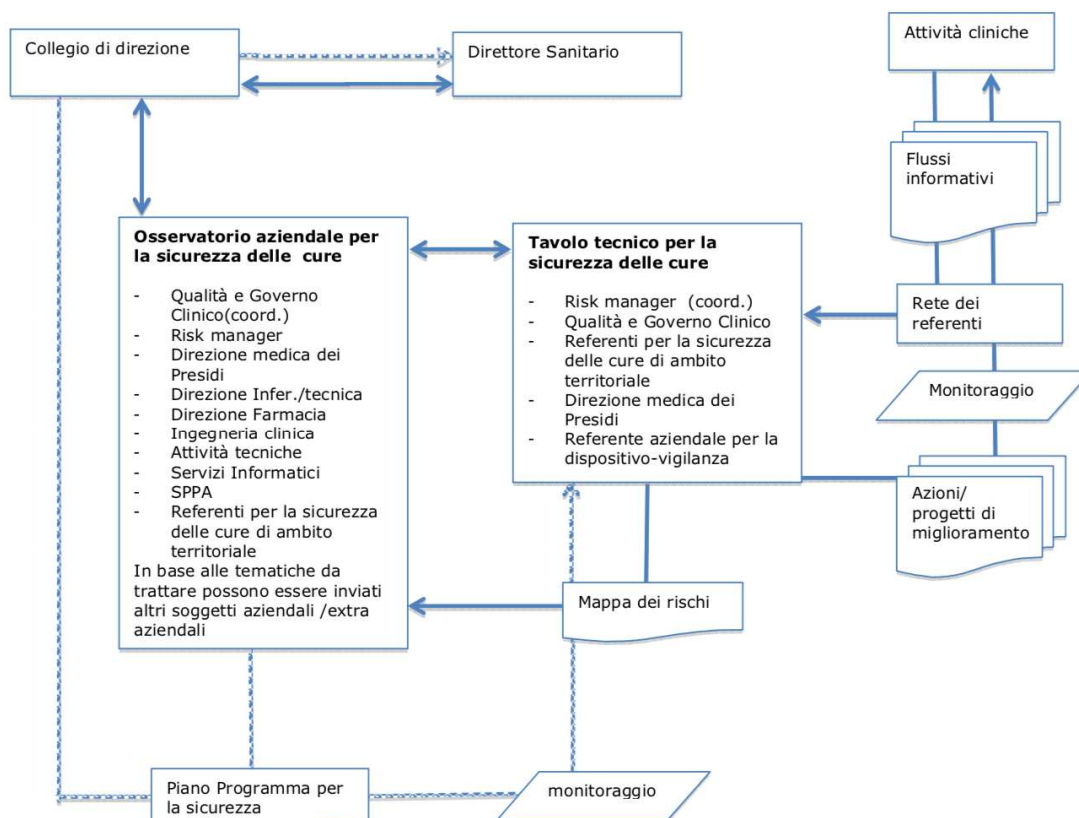 Collegio di direzione
Direttore Sanitario
Attività cliniche
Flussi
informativi
Osservatorio aziendale per
la sicurezza delle cure
- Qualità e Governo
Clinico(coord.)
- Risk manager
- Direzione medica dei
Presidi
- Direzione Infer./tecnica
- Direzione Farmacia
- Ingegneria clinica
- Attività tecniche
- Servizi Informatici
- SPPA
- Referenti per la sicurezza
delle cure di ambito
territoriale
In base alle tematiche da
trattare possono essere inviati
altri soggetti aziendali /extra
aziendali
Tavolo tecnico per la
sicurezza delle cure
- Risk manager (coord.)
- Qualità e Governo Clinico
- Referenti per la sicurezza
delle cure di ambito
territoriale
- Direzione medica dei
Presidi
- Referente aziendale per la
dispositivo-vigilanza
Rete dei
referenti
Monitoraggio
Azioni/
progetti di
miglioramento
Mappa dei rischi
Piano Programma per
la sicurezza
monitoraggio